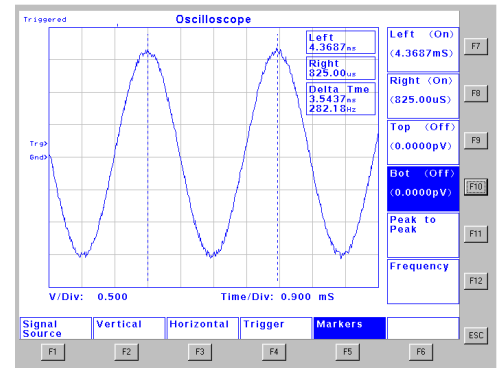 Triggered
Oscilloscope
Left
4.3687ms
Right
825.00us
Delta Tme
3.5437ms
282.18Hz
Trg>
Gnd>
V/Div: 0.500
Time/Div: 0.900 mS
Left (On)
(4.3687mS)
Right (On)
(825.00uS)
Top (Off)
(0.0000pV)
Bot (Off)
(0.0000pV)
Peak to
Peak
Frequency
F7
F8
F9
F10
F11
F12
ESC
Signal
Source
Vertical
Horizontal
Trigger
Markers
F1
F2
F3
F4
F5
F6